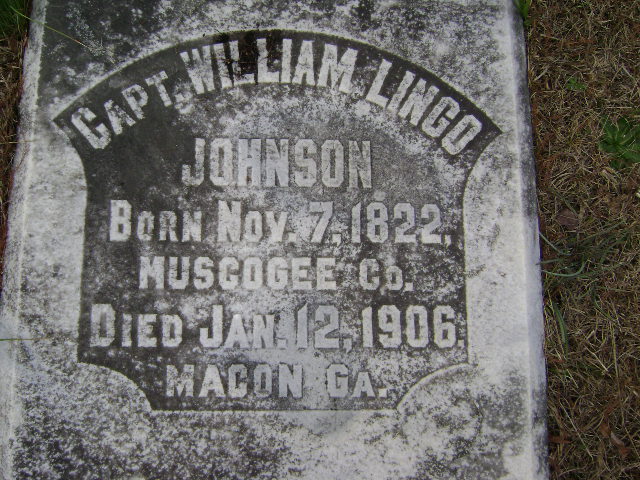 CAPT. WILLIAM LINGO
JOHNSON
BORN NOV. 7, 1822,
MUSCOGEE CO.
DIED JAN. 12, 1906.
MACON GA.